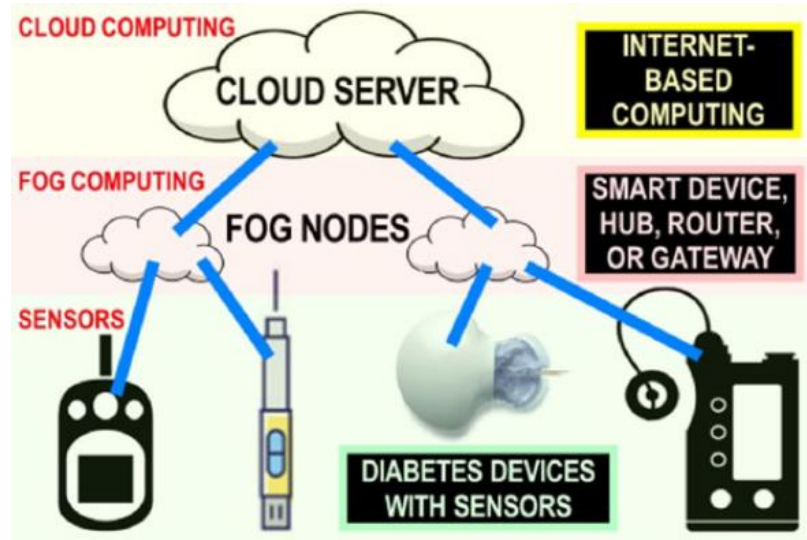 CLOUD COMPUTING
CLOUD SERVER
INTERNET-
BASED
COMPUTING
FOG COMPUTING
FOG NODES
SMART DEVICE,
HUB, ROUTER,
OR GATEWAY
SENSORS
DIABETES DEVICES
WITH SENSORS